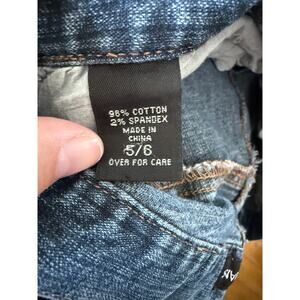 98% COTTON
2% SPANDEX
MADE IN
CHINA
5/6
OVER FOR CARE